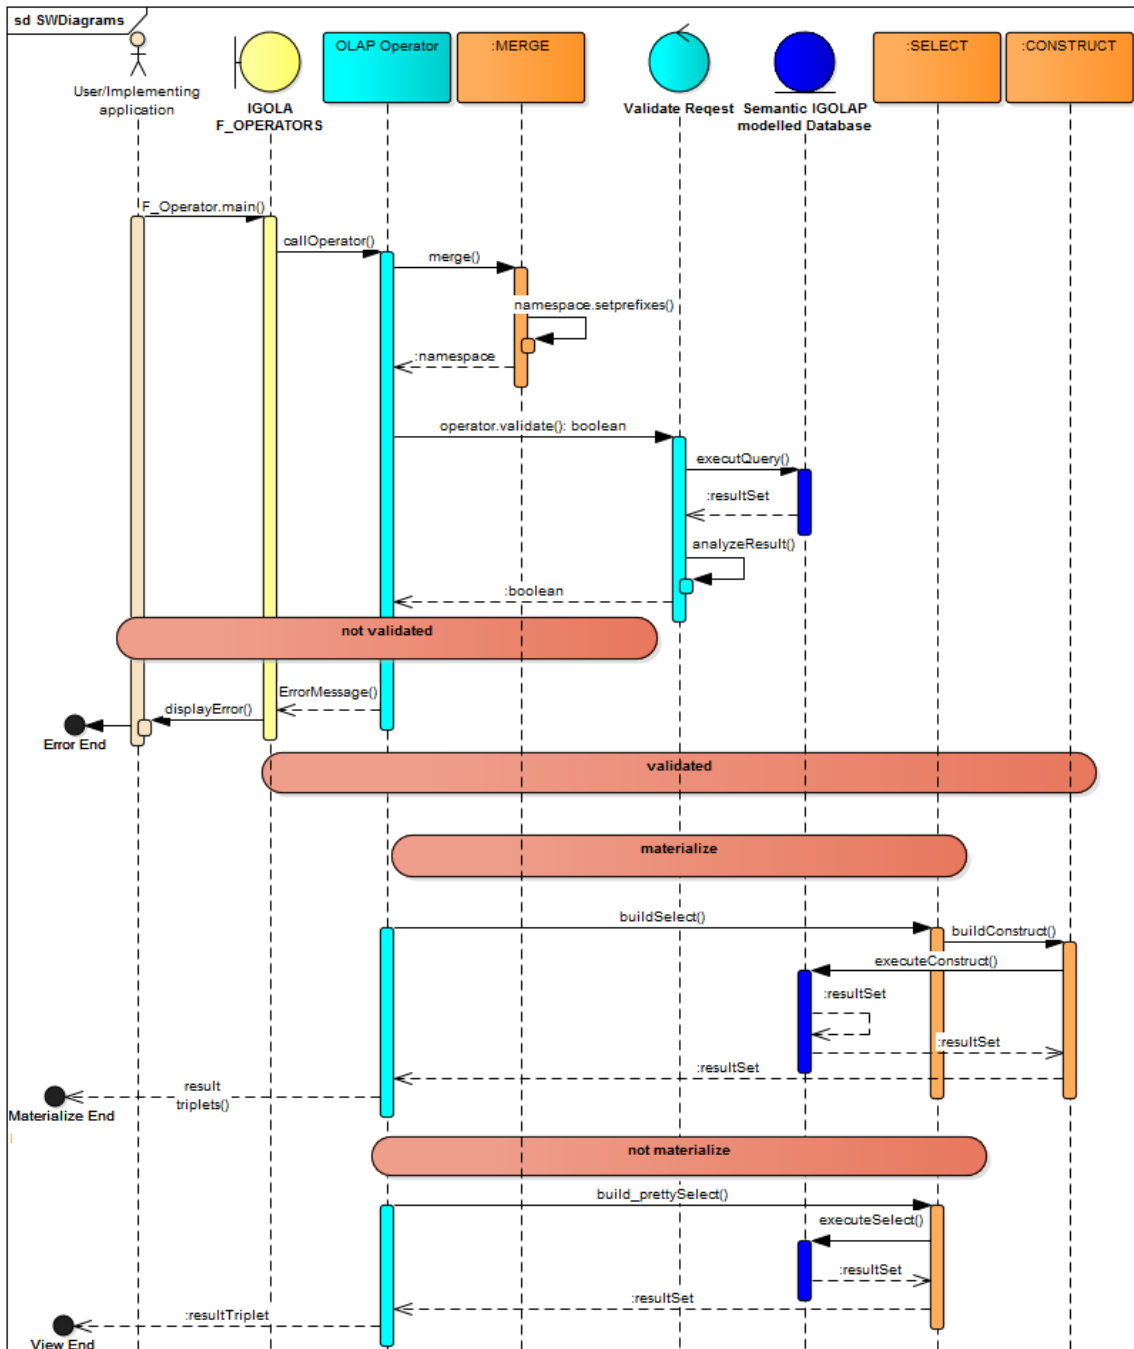 sd SWDiagrams
User/Implementing
application
IGOLA
F_OPERATORS
OLAP Operator
:MERGE
Validate Reqest
Semantic IGOLAP
modelled Database
:SELECT
:CONSTRUCT
F_Operator.main()
callOperator()
merge()
namespace.setprefixes()
:namespace
operator.validate(): boolean
executQuery()
:resultSet
analyzeResult()
:boolean
not validated
ErrorMessage()
displayError()
Error End
validated
materialize
buildSelect()
buildConstruct()
executeConstruct()
:resultSet
:resultSet
:resultSet
result
triplets()
Materialize End
not materialize
build_prettySelect()
executeSelect()
:resultSet
:resultSet
:resultTriplet
View End